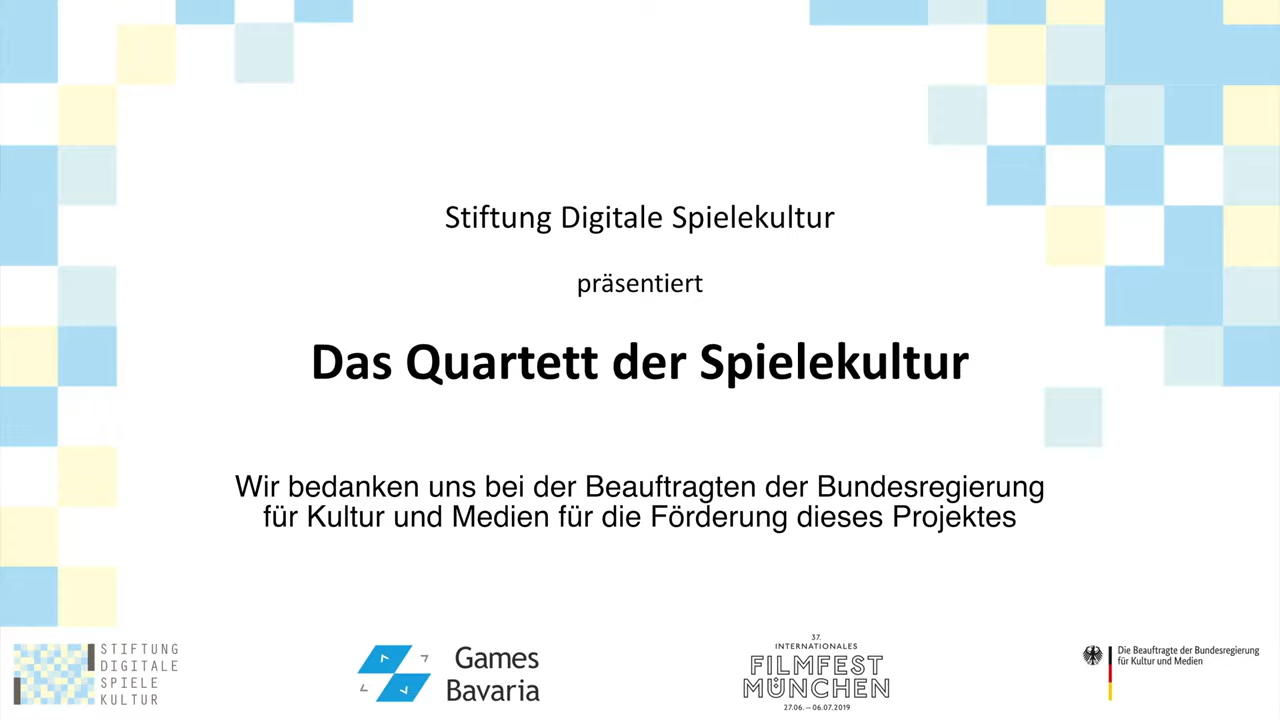 Stiftung Digitale Spielekultur
präsentiert
Das Quartett der Spielekultur
Wir bedanken uns bei der Beauftragten der Bundesregierung
für Kultur und Medien für die Förderung dieses Projektes
STIFTUNG
DIGITALE
SPIELE
KULTUR
Games
Bavaria
37.
INTERNATIONALES
FILMFEST
MÜNCHEN
27.06. – 06.07.2019
Die Beauftragte der Bundesregierung
für Kultur und Medien